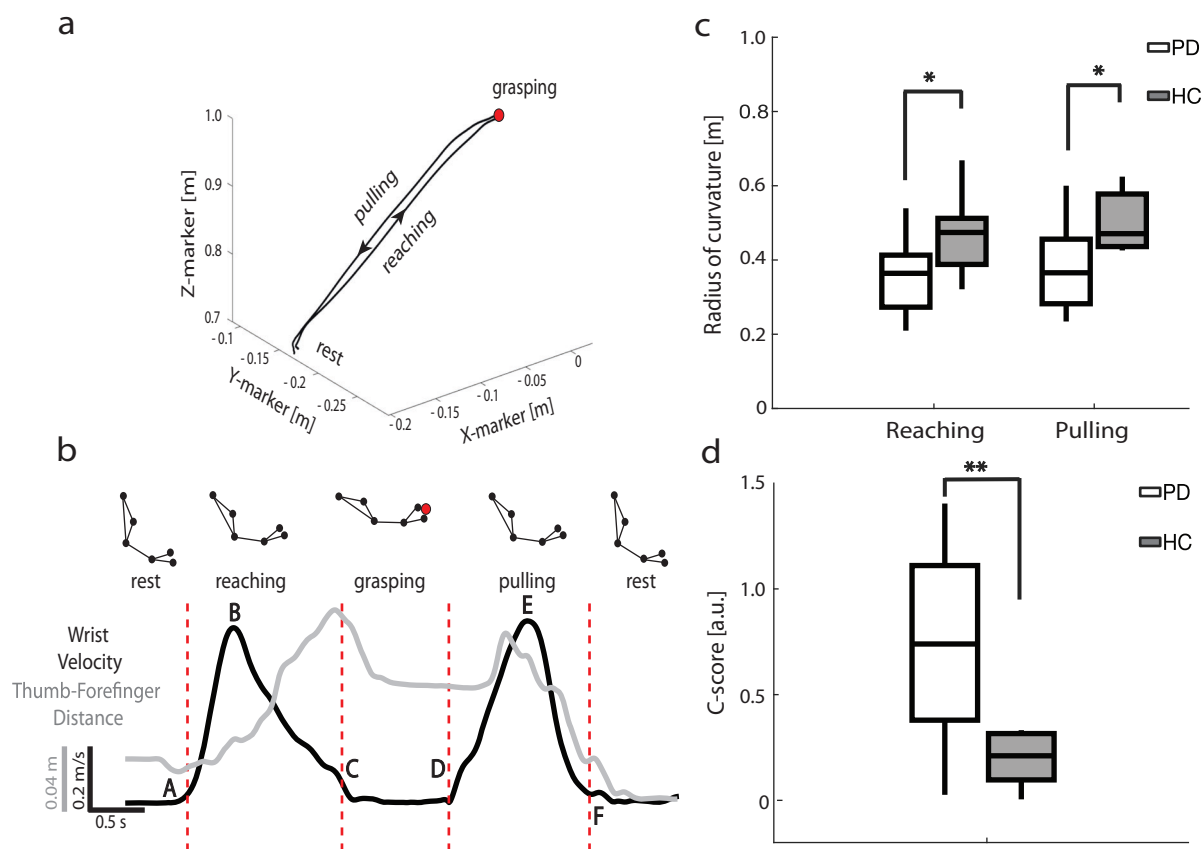 a
grasping
1.0
0.9
0.8
0.7
Z-marker [m]
pulling
reaching
rest
- 0.1
- 0.15
- 0.2
- 0.25
Y-marker [m]
- 0.2
- 0.15
- 0.1
- 0.05
0
X-marker [m]
b
rest
reaching
grasping
pulling
rest
Wrist
Velocity
Thumb-Forefinger
Distance
0.04 m
0.2 m/s
0.5 s
A
B
C
D
E
F
c
1.0
0.8
0.6
0.4
0.2
0
Radius of curvature [m]
*
*
PD
HC
Reaching
Pulling
d
1.5
1.0
0.5
0
C-score [a.u.]
**
PD
HC